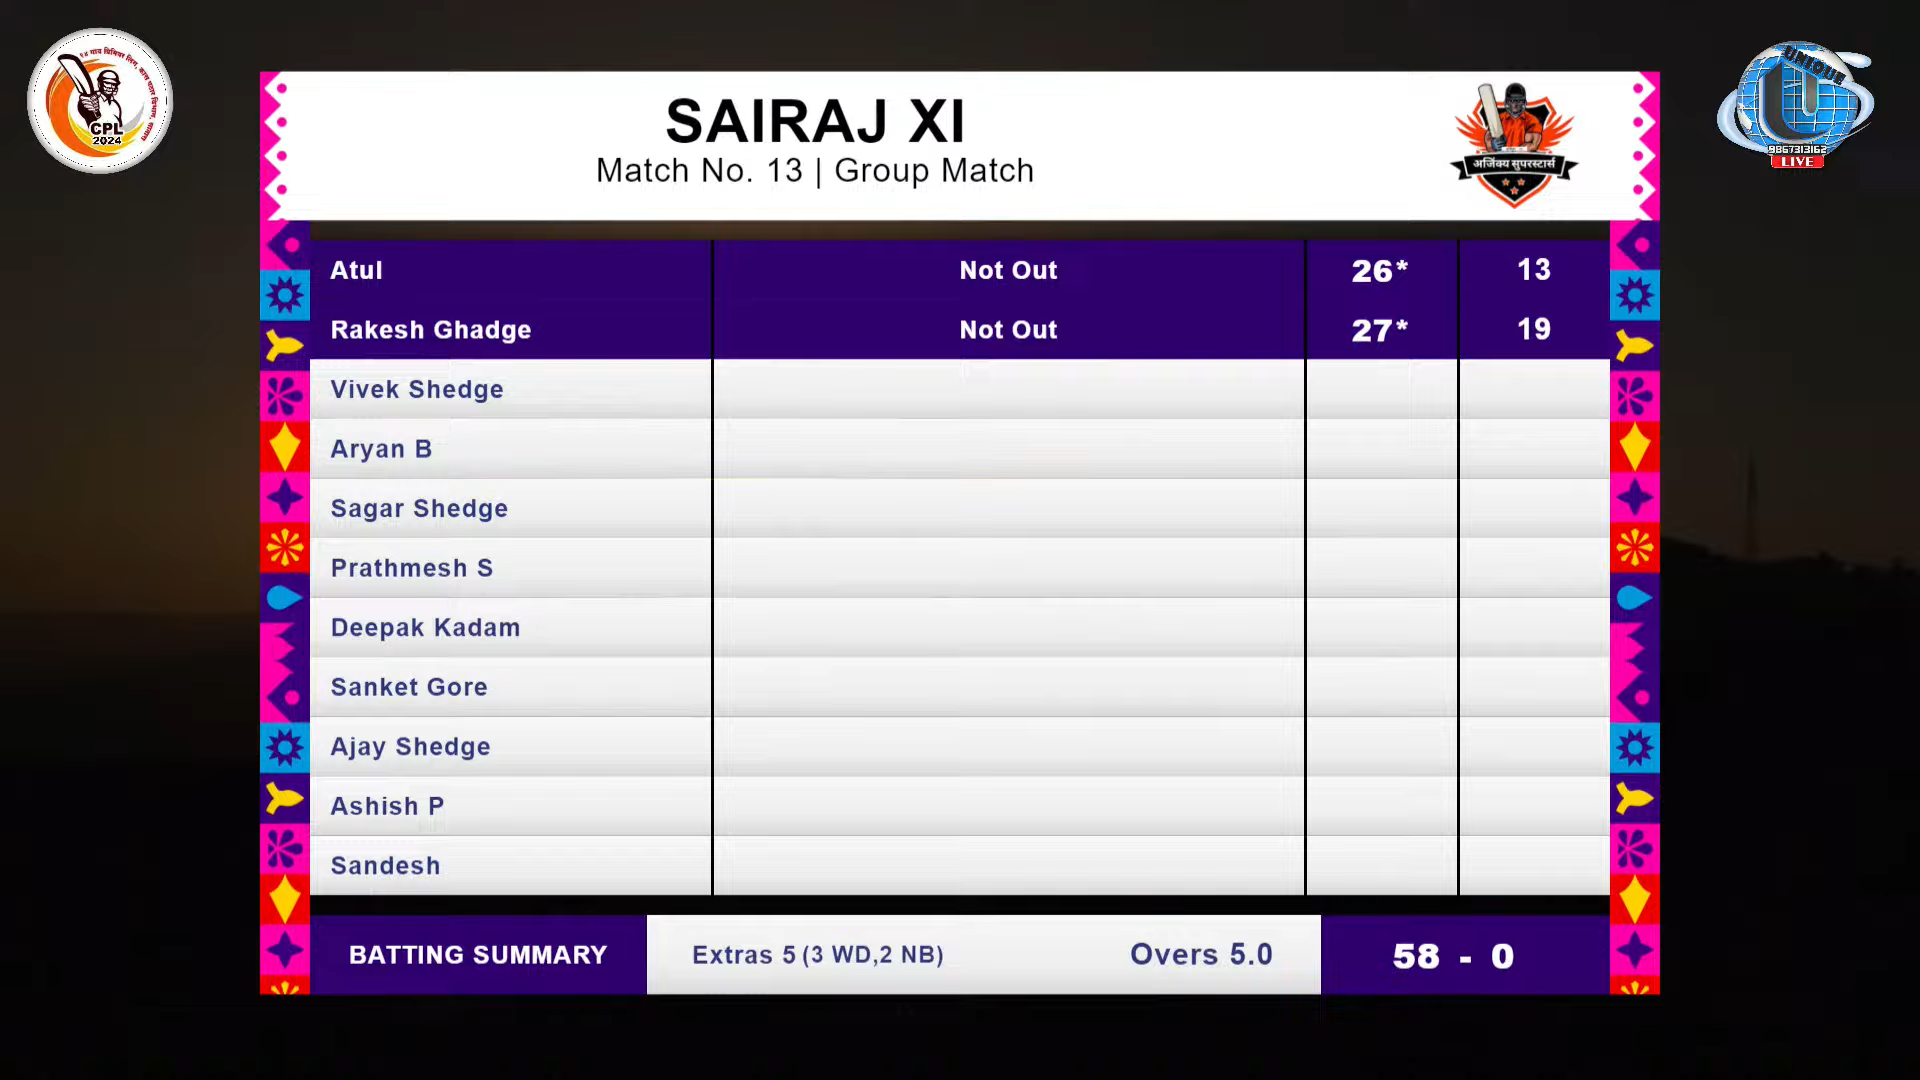 CPL
2024
SAIRAJ XI
Match No. 13 | Group Match
अजिंक्य सुपरस्टार्स
UNIQUE
9867313162
LIVE
Atul Not Out 26* 13
Rakesh Ghadge Not Out 27* 19
Vivek Shedge
Aryan B
Sagar Shedge
Prathmesh S
Deepak Kadam
Sanket Gore
Ajay Shedge
Ashish P
Sandesh
BATTING SUMMARY Extras 5 (3 WD,2 NB) Overs 5.0 58 - 0